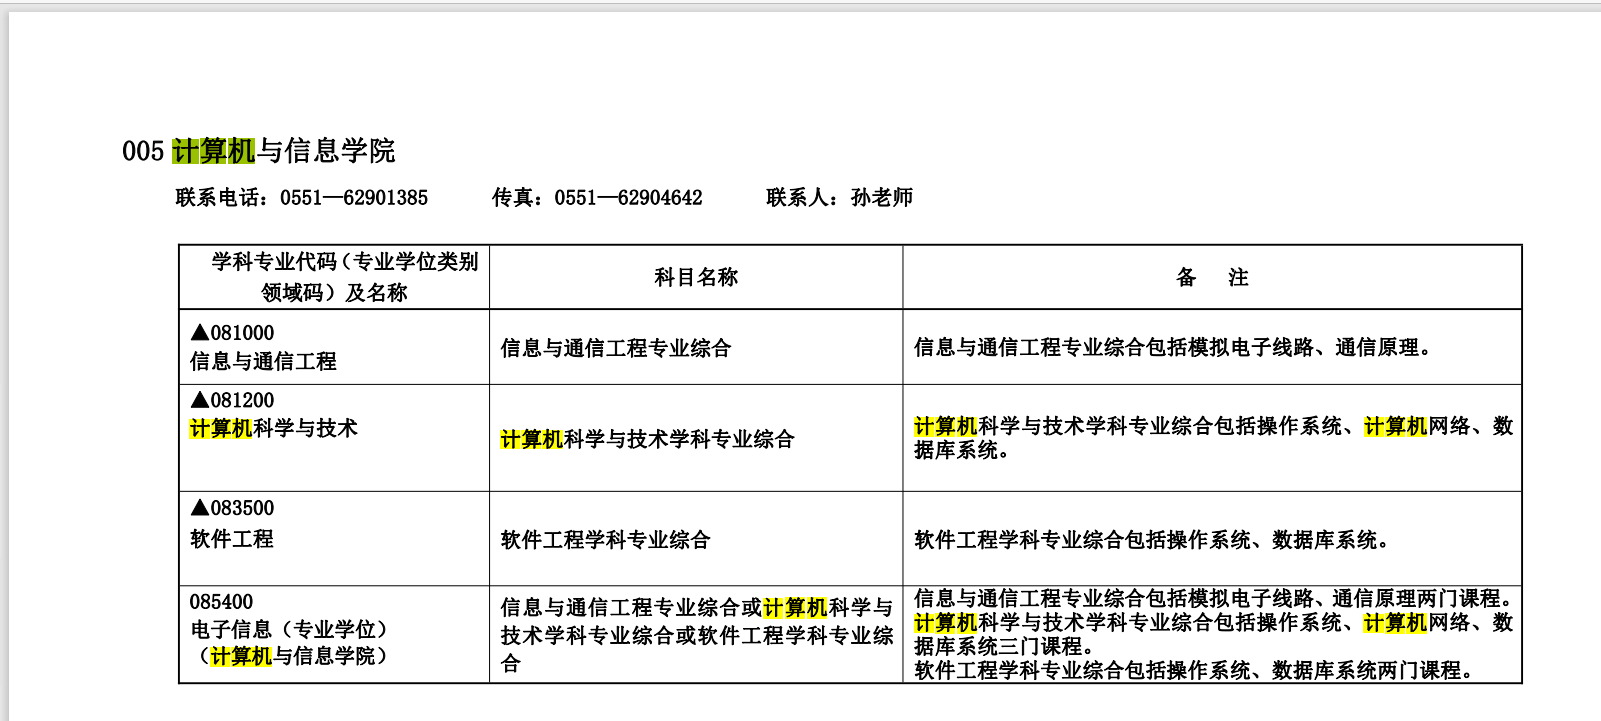 005 计算机与信息学院
联系电话：0551—62901385 传真：0551—62904642 联系人：孙老师
学科专业代码（专业学位类别
领域码）及名称
科目名称
备 注
▲081000
信息与通信工程
信息与通信工程专业综合
信息与通信工程专业综合包括模拟电子线路、通信原理。
▲081200
计算机科学与技术
计算机科学与技术学科专业综合
计算机科学与技术学科专业综合包括操作系统、计算机网络、数
据库系统。
▲083500
软件工程
软件工程学科专业综合
软件工程学科专业综合包括操作系统、数据库系统。
085400
电子信息（专业学位）
（计算机与信息学院）
信息与通信工程专业综合或计算机科学与
技术学科专业综合或软件工程学科专业综
合
信息与通信工程专业综合包括模拟电子线路、通信原理两门课程。
计算机科学与技术学科专业综合包括操作系统、计算机网络、数
据库系统三门课程。
软件工程学科专业综合包括操作系统、数据库系统两门课程。